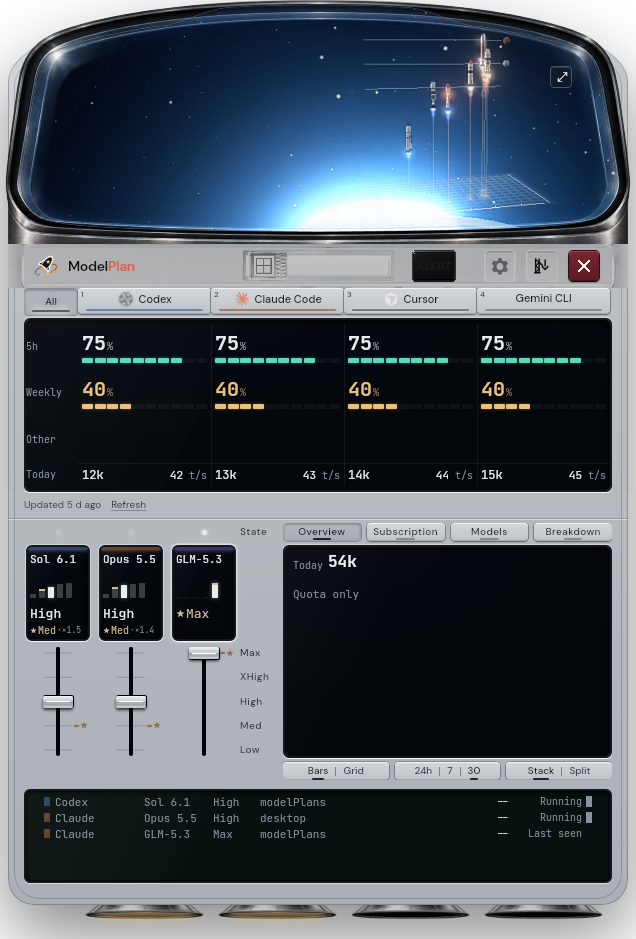 ModelPlan
ALERT
All
1 Codex
2 Claude Code
3 Cursor
4 Gemini CLI
5h 75% 75% 75% 75%
Weekly 40% 40% 40% 40%
Other
Today 12k 42 t/s 13k 43 t/s 14k 44 t/s 15k 45 t/s
Updated 5 d ago Refresh
State
Overview Subscription Models Breakdown
Sol 6.1 Opus 5.5 GLM-5.3
High High ★Max
★Med·×1.5 ★Med·×1.4
Max
XHigh
High
Med
Low
Today 54k
Quota only
Bars | Grid 24h | 7 | 30 Stack | Split
Codex Sol 6.1 High modelPlans — Running
Claude Opus 5.5 High desktop — Running
Claude GLM-5.3 Max modelPlans — Last seen